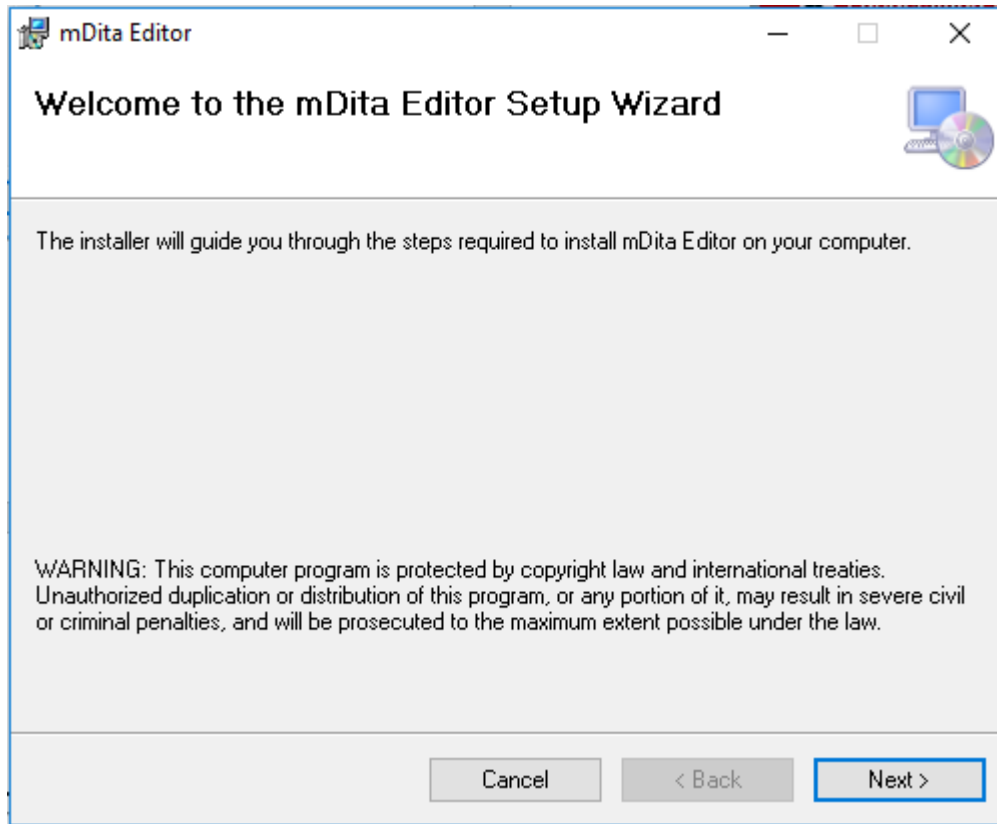 mDita Editor
Welcome to the mDita Editor Setup Wizard
The installer will guide you through the steps required to install mDita Editor on your computer.
WARNING: This computer program is protected by copyright law and international treaties.
Unauthorized duplication or distribution of this program, or any portion of it, may result in severe civil
or criminal penalties, and will be prosecuted to the maximum extent possible under the law.
Cancel
< Back
Next >